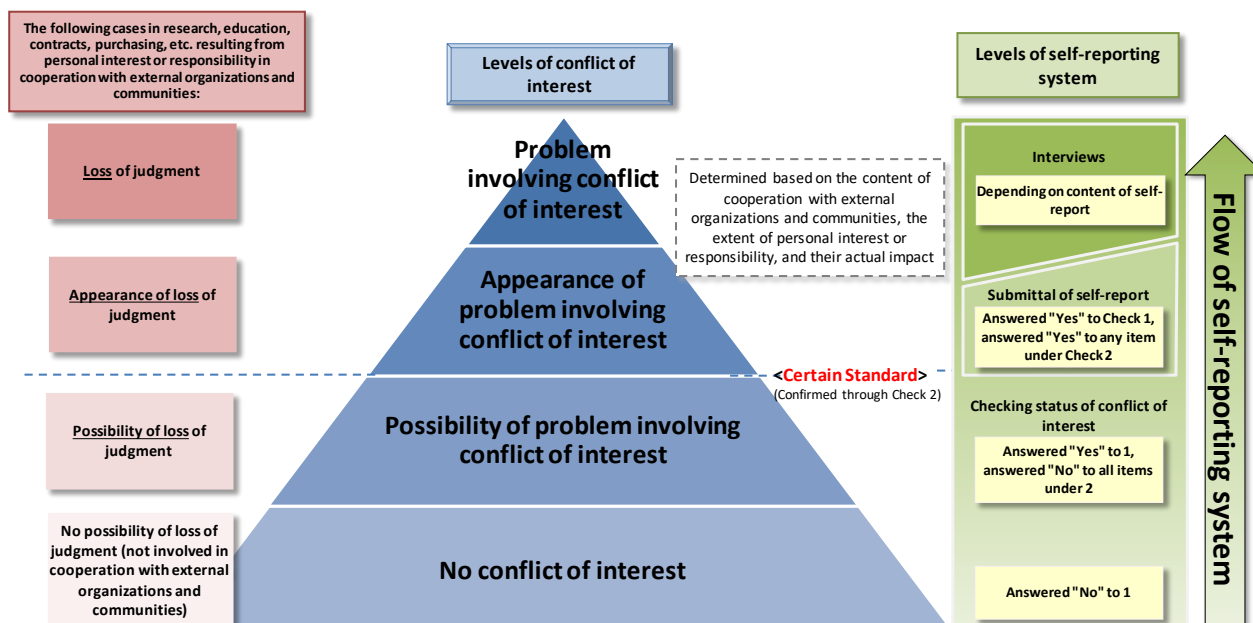 The following cases in research, education,
contracts, purchasing, etc. resulting from
personal interest or responsibility in
cooperation with external organizations and
communities:
Loss of judgment
Appearance of loss of
judgment
Possibility of loss of
judgment
No possibility of loss of
judgment (not involved in
cooperation with external
organizations and
communities)
Levels of conflict of
interest
Problem
involving conflict
of interest
Appearance of
problem involving
conflict of interest
Possibility of problem involving
conflict of interest
No conflict of interest
Determined based on the content of
cooperation with external
organizations and communities, the
extent of personal interest or
responsibility, and their actual impact
<Certain Standard>
(Confirmed through Check 2)
Levels of self-reporting
system
Interviews
Depending on content of self-
report
Submittal of self-report
Answered "Yes" to Check 1,
answered "Yes" to any item
under Check 2
Checking status of conflict of
interest
Answered "Yes" to 1,
answered "No" to all items
under 2
Answered "No" to 1
Flow of self-reporting system